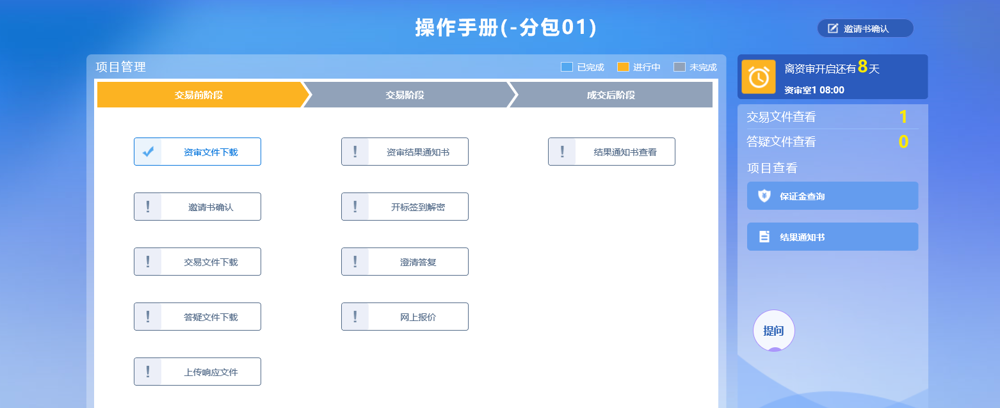 操作手册(-分包01)
邀请书确认
项目管理
已完成 进行中 未完成
交易前阶段 交易阶段 成交后阶段
资审文件下载 资审结果通知书 结果通知书查看
邀请书确认 开标签到解密
交易文件下载 澄清答复
答疑文件下载 网上报价
上传响应文件
离资审开启还有8天
资审室1 08:00
交易文件查看 1
答疑文件查看 0
项目查看
保证金查询
结果通知书
提问